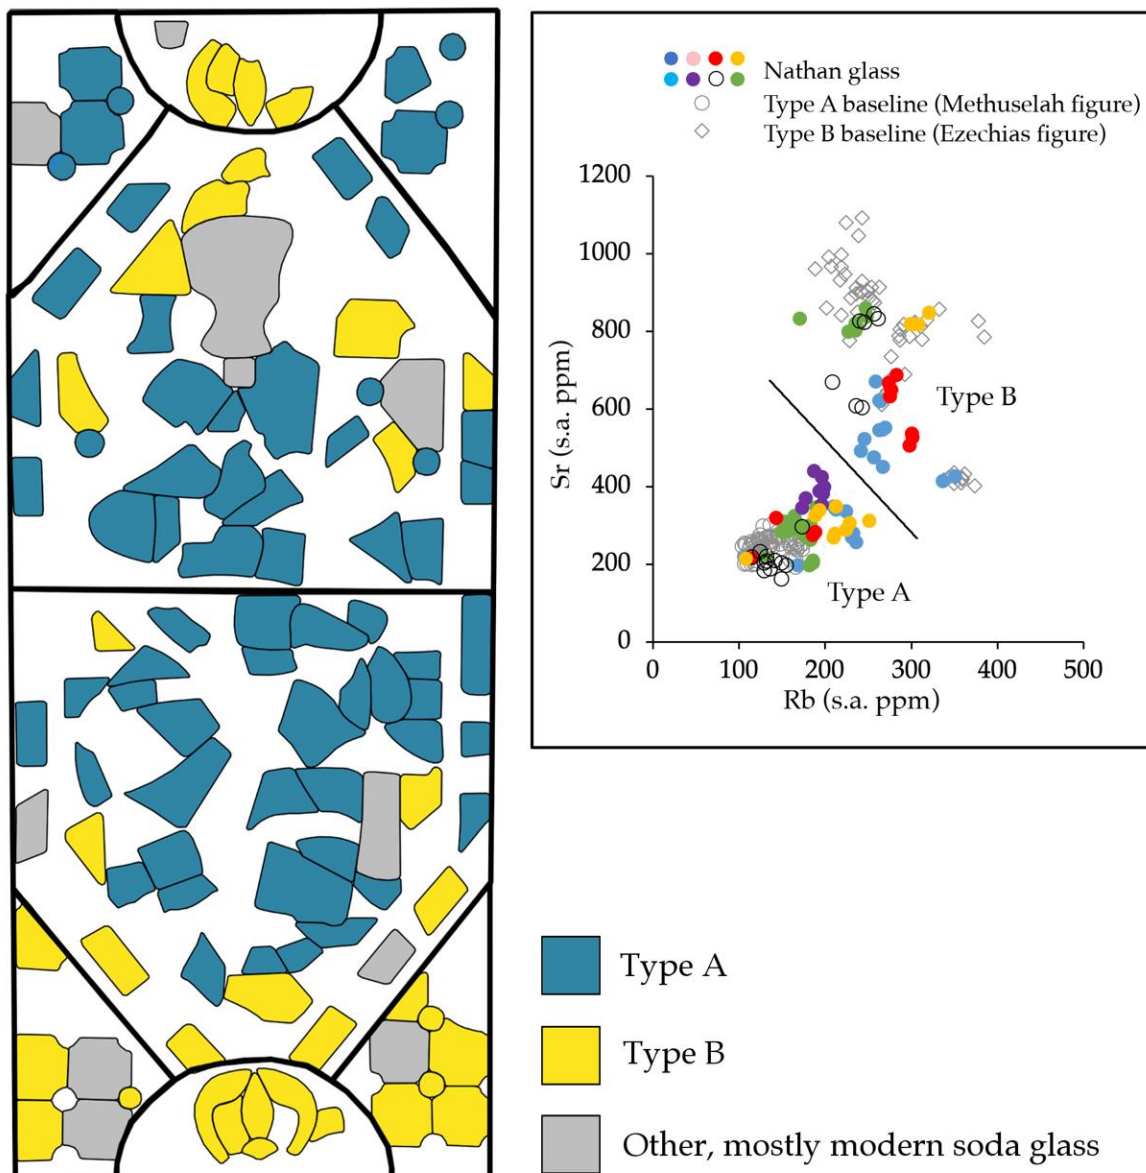 Nathan glass
Type A baseline (Methuselah figure)
Type B baseline (Ezechias figure)
1200
1000
800
600
400
200
0
Sr (s.a. ppm)
Type B
Type A
0 100 200 300 400 500
Rb (s.a. ppm)
Type A
Type B
Other, mostly modern soda glass